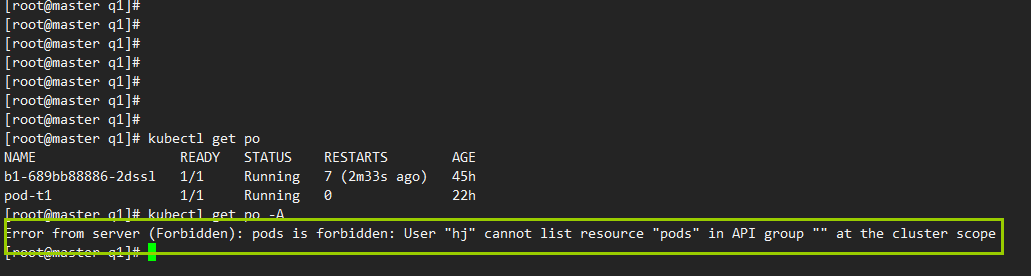 [root@master q1]#
[root@master q1]#
[root@master q1]#
[root@master q1]#
[root@master q1]#
[root@master q1]#
[root@master q1]#
[root@master q1]# kubectl get po
NAME READY STATUS RESTARTS AGE
b1-689bb88886-2dssl 1/1 Running 7 (2m33s ago) 45h
pod-t1 1/1 Running 0 22h
[root@master q1]# kubectl get po -A
Error from server (Forbidden): pods is forbidden: User "hj" cannot list resource "pods" in API group "" at the cluster scope
[root@master q1]#